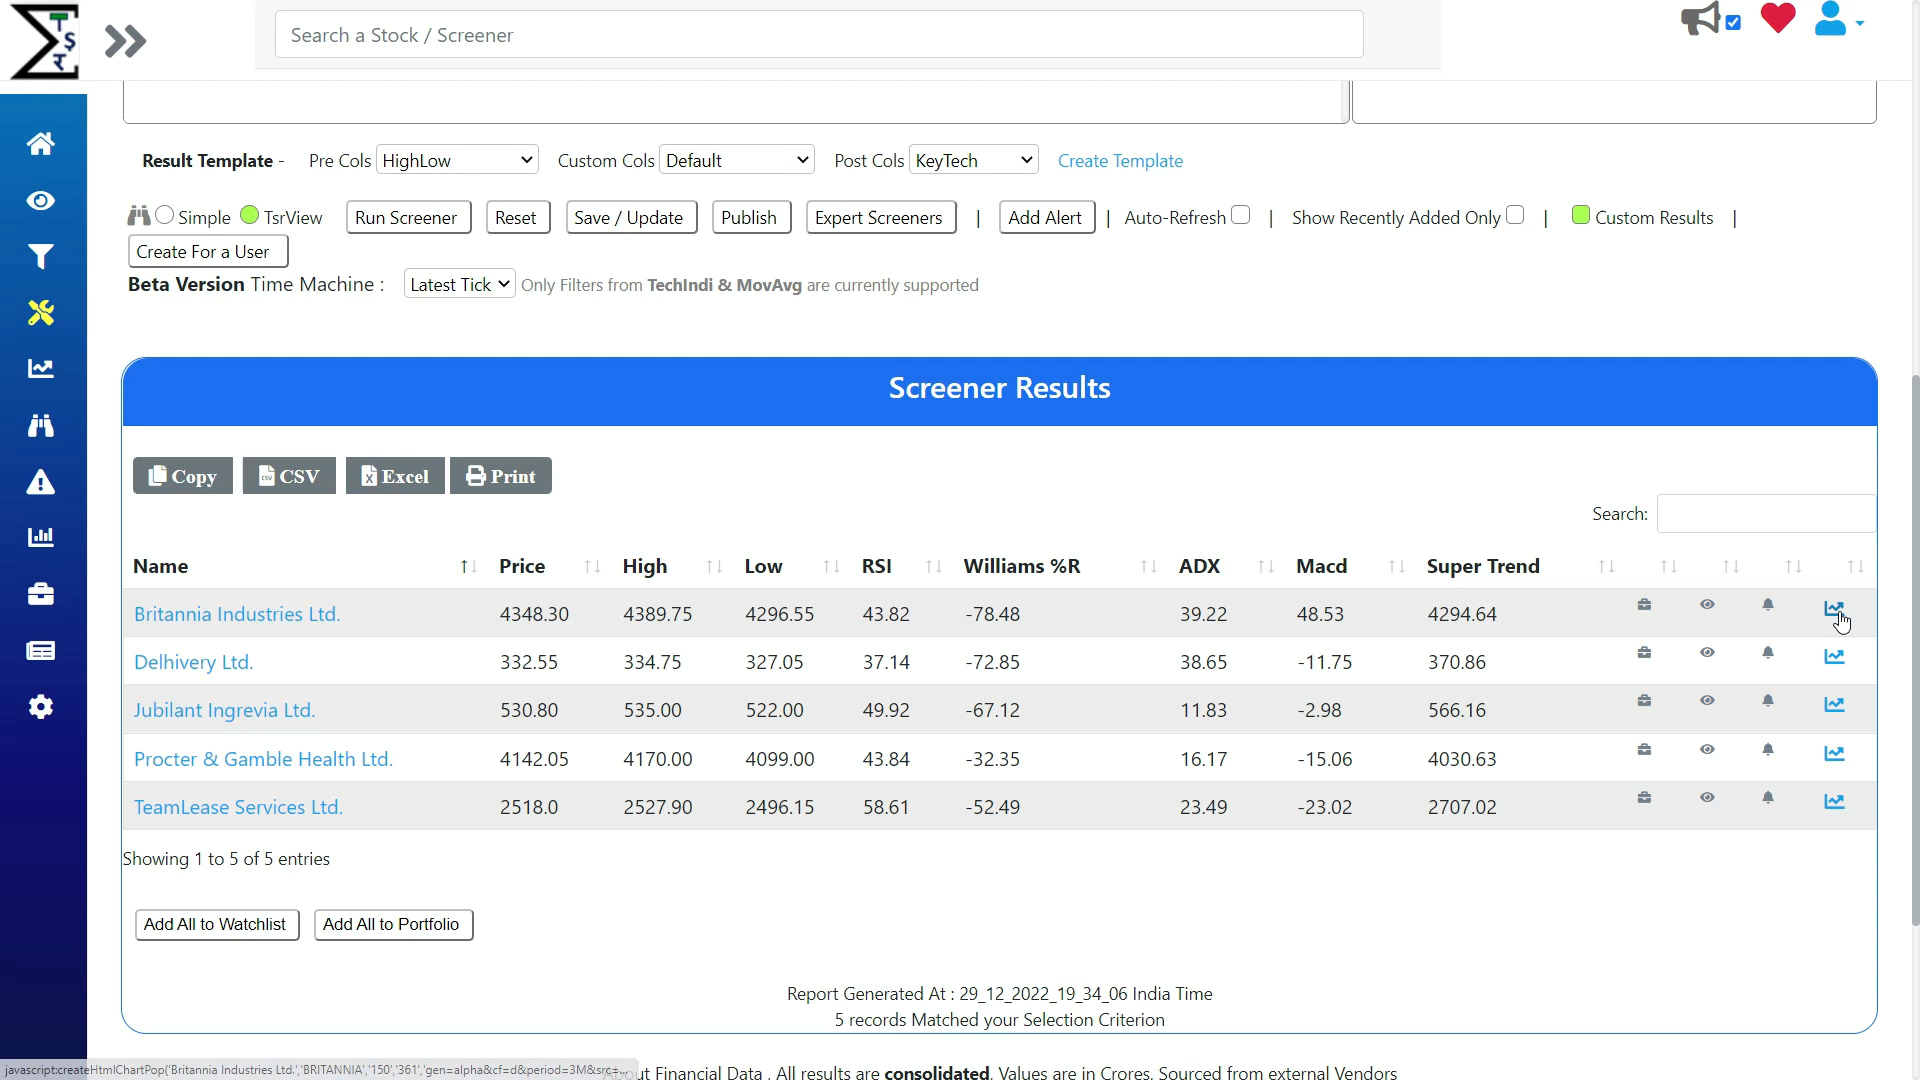 Search a Stock / Screener
Result Template - Pre Cols HighLow Custom Cols Default Post Cols KeyTech Create Template
Simple TsrView Run Screener Reset Save / Update Publish Expert Screeners | Add Alert | Auto-Refresh | Show Recently Added Only | Custom Results |
Create For a User
Beta Version Time Machine : Latest Tick Only Filters from TechIndi & MovAvg are currently supported
Screener Results
Copy CSV Excel Print
Search:
Name Price High Low RSI Williams %R ADX Macd Super Trend
Britannia Industries Ltd. 4348.30 4389.75 4296.55 43.82 -78.48 39.22 48.53 4294.64
Delhivery Ltd. 332.55 334.75 327.05 37.14 -72.85 38.65 -11.75 370.86
Jubilant Ingrevia Ltd. 530.80 535.00 522.00 49.92 -67.12 11.83 -2.98 566.16
Procter & Gamble Health Ltd. 4142.05 4170.00 4099.00 43.84 -32.35 16.17 -15.06 4030.63
TeamLease Services Ltd. 2518.0 2527.90 2496.15 58.61 -52.49 23.49 -23.02 2707.02
Showing 1 to 5 of 5 entries
Add All to Watchlist Add All to Portfolio
Report Generated At : 29_12_2022_19_34_06 India Time
5 records Matched your Selection Criterion
javascript:createHtmlChartPop('Britannia Industries Ltd.','BRITANNIA','150','361','gen=alpha&cf=d&period=3M&src=...
About Financial Data . All results are consolidated. Values are in Crores. Sourced from external Vendors